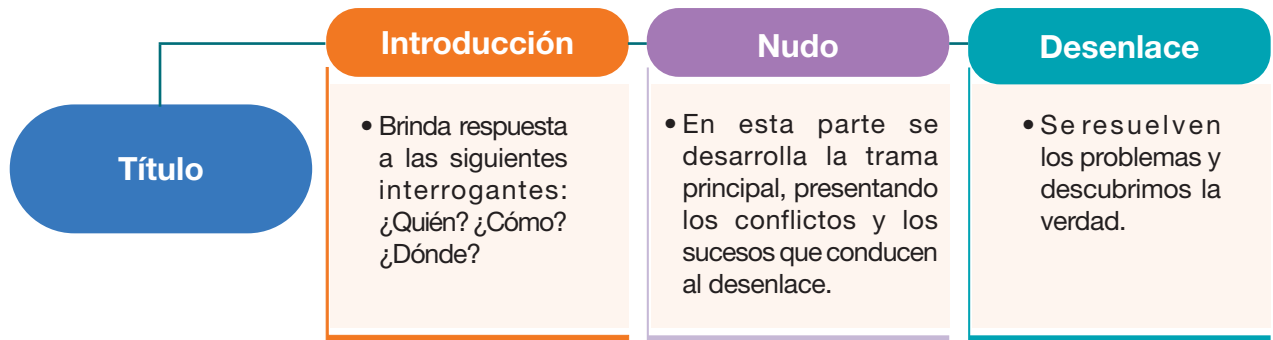 Título
Introducción
• Brinda respuesta
a las siguientes
interrogantes:
¿Quién? ¿Cómo?
¿Dónde?
Nudo
• En esta parte se
desarrolla la trama
principal, presentando
los conflictos y los
sucesos que conducen
al desenlace.
Desenlace
• Se resuelven
los problemas y
descubrimos la
verdad.